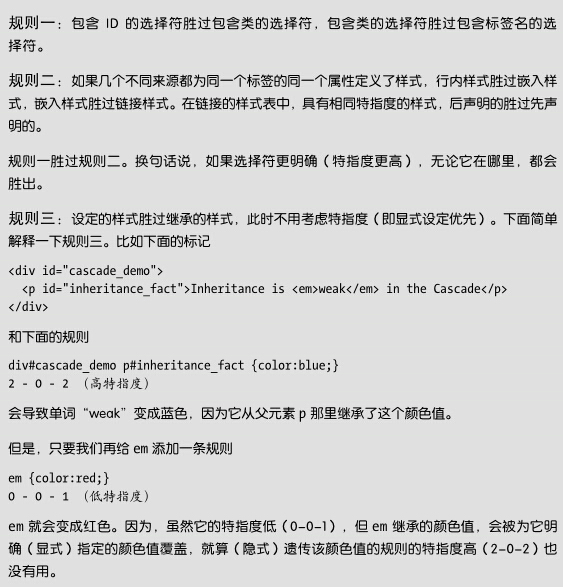 规则一：包含 ID 的选择符胜过包含类的选择符，包含类的选择符胜过包含标签名的选
择符。
规则二：如果几个不同来源都为同一个标签的同一个属性定义了样式，行内样式胜过嵌入样
式，嵌入样式胜过链接样式。在链接的样式表中，具有相同特指度的样式，后声明的胜过先声
明的。
规则一胜过规则二。换句话说，如果选择符更明确（特指度更高），无论它在哪里，都会
胜出。
规则三：设定的样式胜过继承的样式，此时不用考虑特指度（即显式设定优先）。下面简单
解释一下规则三。比如下面的标记
<div id="cascade_demo">
  <p id="inheritance_fact">Inheritance is <em>weak</em> in the Cascade</p>
</div>
和下面的规则
div#cascade_demo p#inheritance_fact {color:blue;}
2 - 0 - 2 （高特指度）
会导致单词“weak”变成蓝色，因为它从父元素 p 那里继承了这个颜色值。
但是，只要我们再给 em 添加一条规则
em {color:red;}
0 - 0 - 1 （低特指度）
em 就会变成红色。因为，虽然它的特指度低（0-0-1），但 em 继承的颜色值，会被为它明
确（显式）指定的颜色值覆盖，就算（隐式）遗传该颜色值的规则的特指度高（2-0-2）也
没有用。